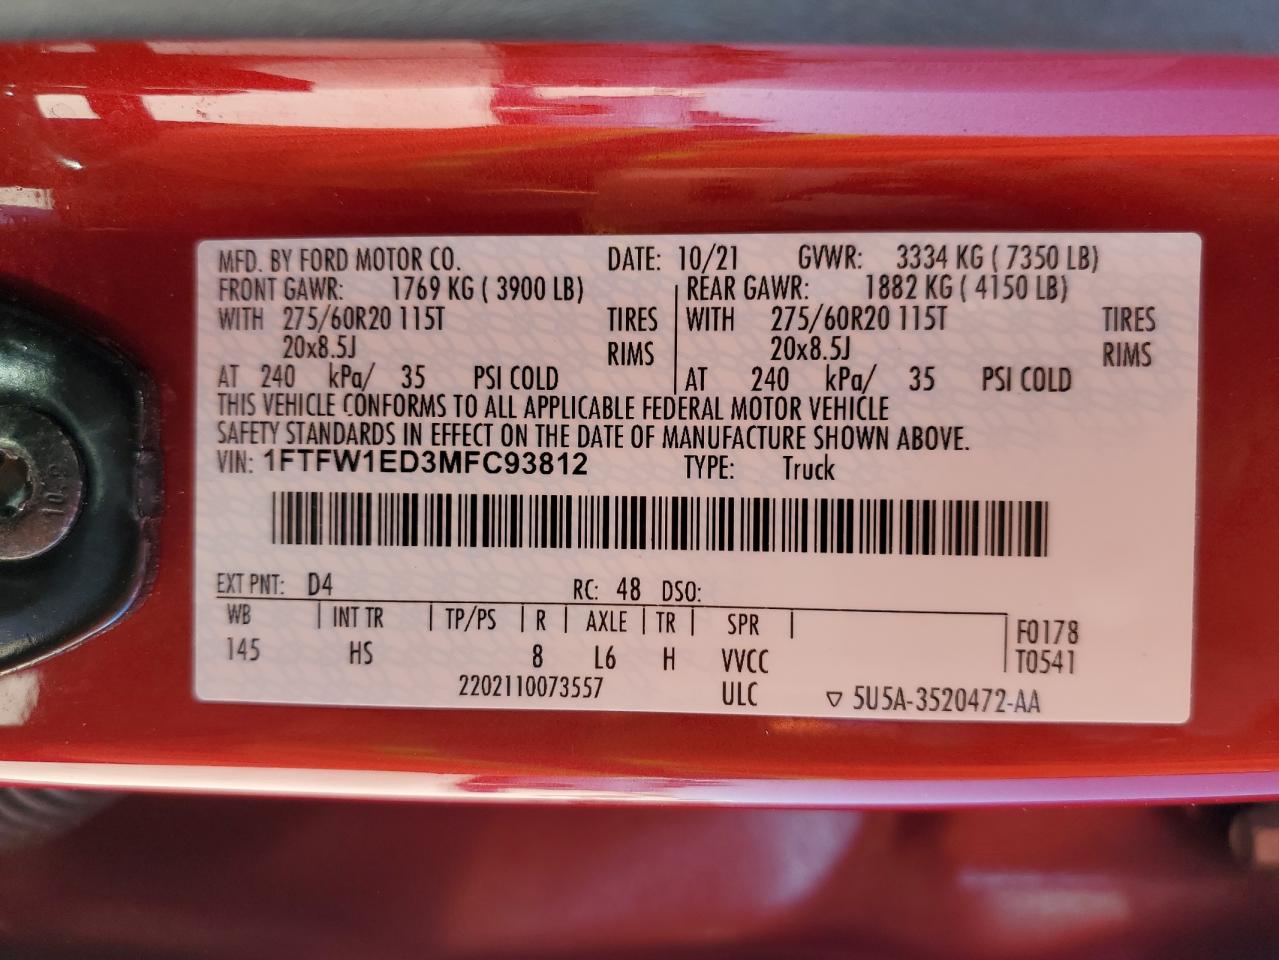 MFD. BY FORD MOTOR CO. DATE: 10/21 GVWR: 3334 KG ( 7350 LB)
FRONT GAWR: 1769 KG ( 3900 LB) REAR GAWR: 1882 KG ( 4150 LB)
WITH 275/60R20 115T TIRES WITH 275/60R20 115T TIRES
20x8.5J RIMS 20x8.5J RIMS
AT 240 kPa/ 35 PSI COLD AT 240 kPa/ 35 PSI COLD
THIS VEHICLE CONFORMS TO ALL APPLICABLE FEDERAL MOTOR VEHICLE
SAFETY STANDARDS IN EFFECT ON THE DATE OF MANUFACTURE SHOWN ABOVE.
VIN: 1FTFW1ED3MFC93812 TYPE: Truck
EXT PNT: D4 RC: 48 DSO:
WB INT TR TP/PS R AXLE TR SPR F0178
145 HS 8 L6 H VVCC T0541
2202110073557 ULC ▽ 5U5A-3520472-AA